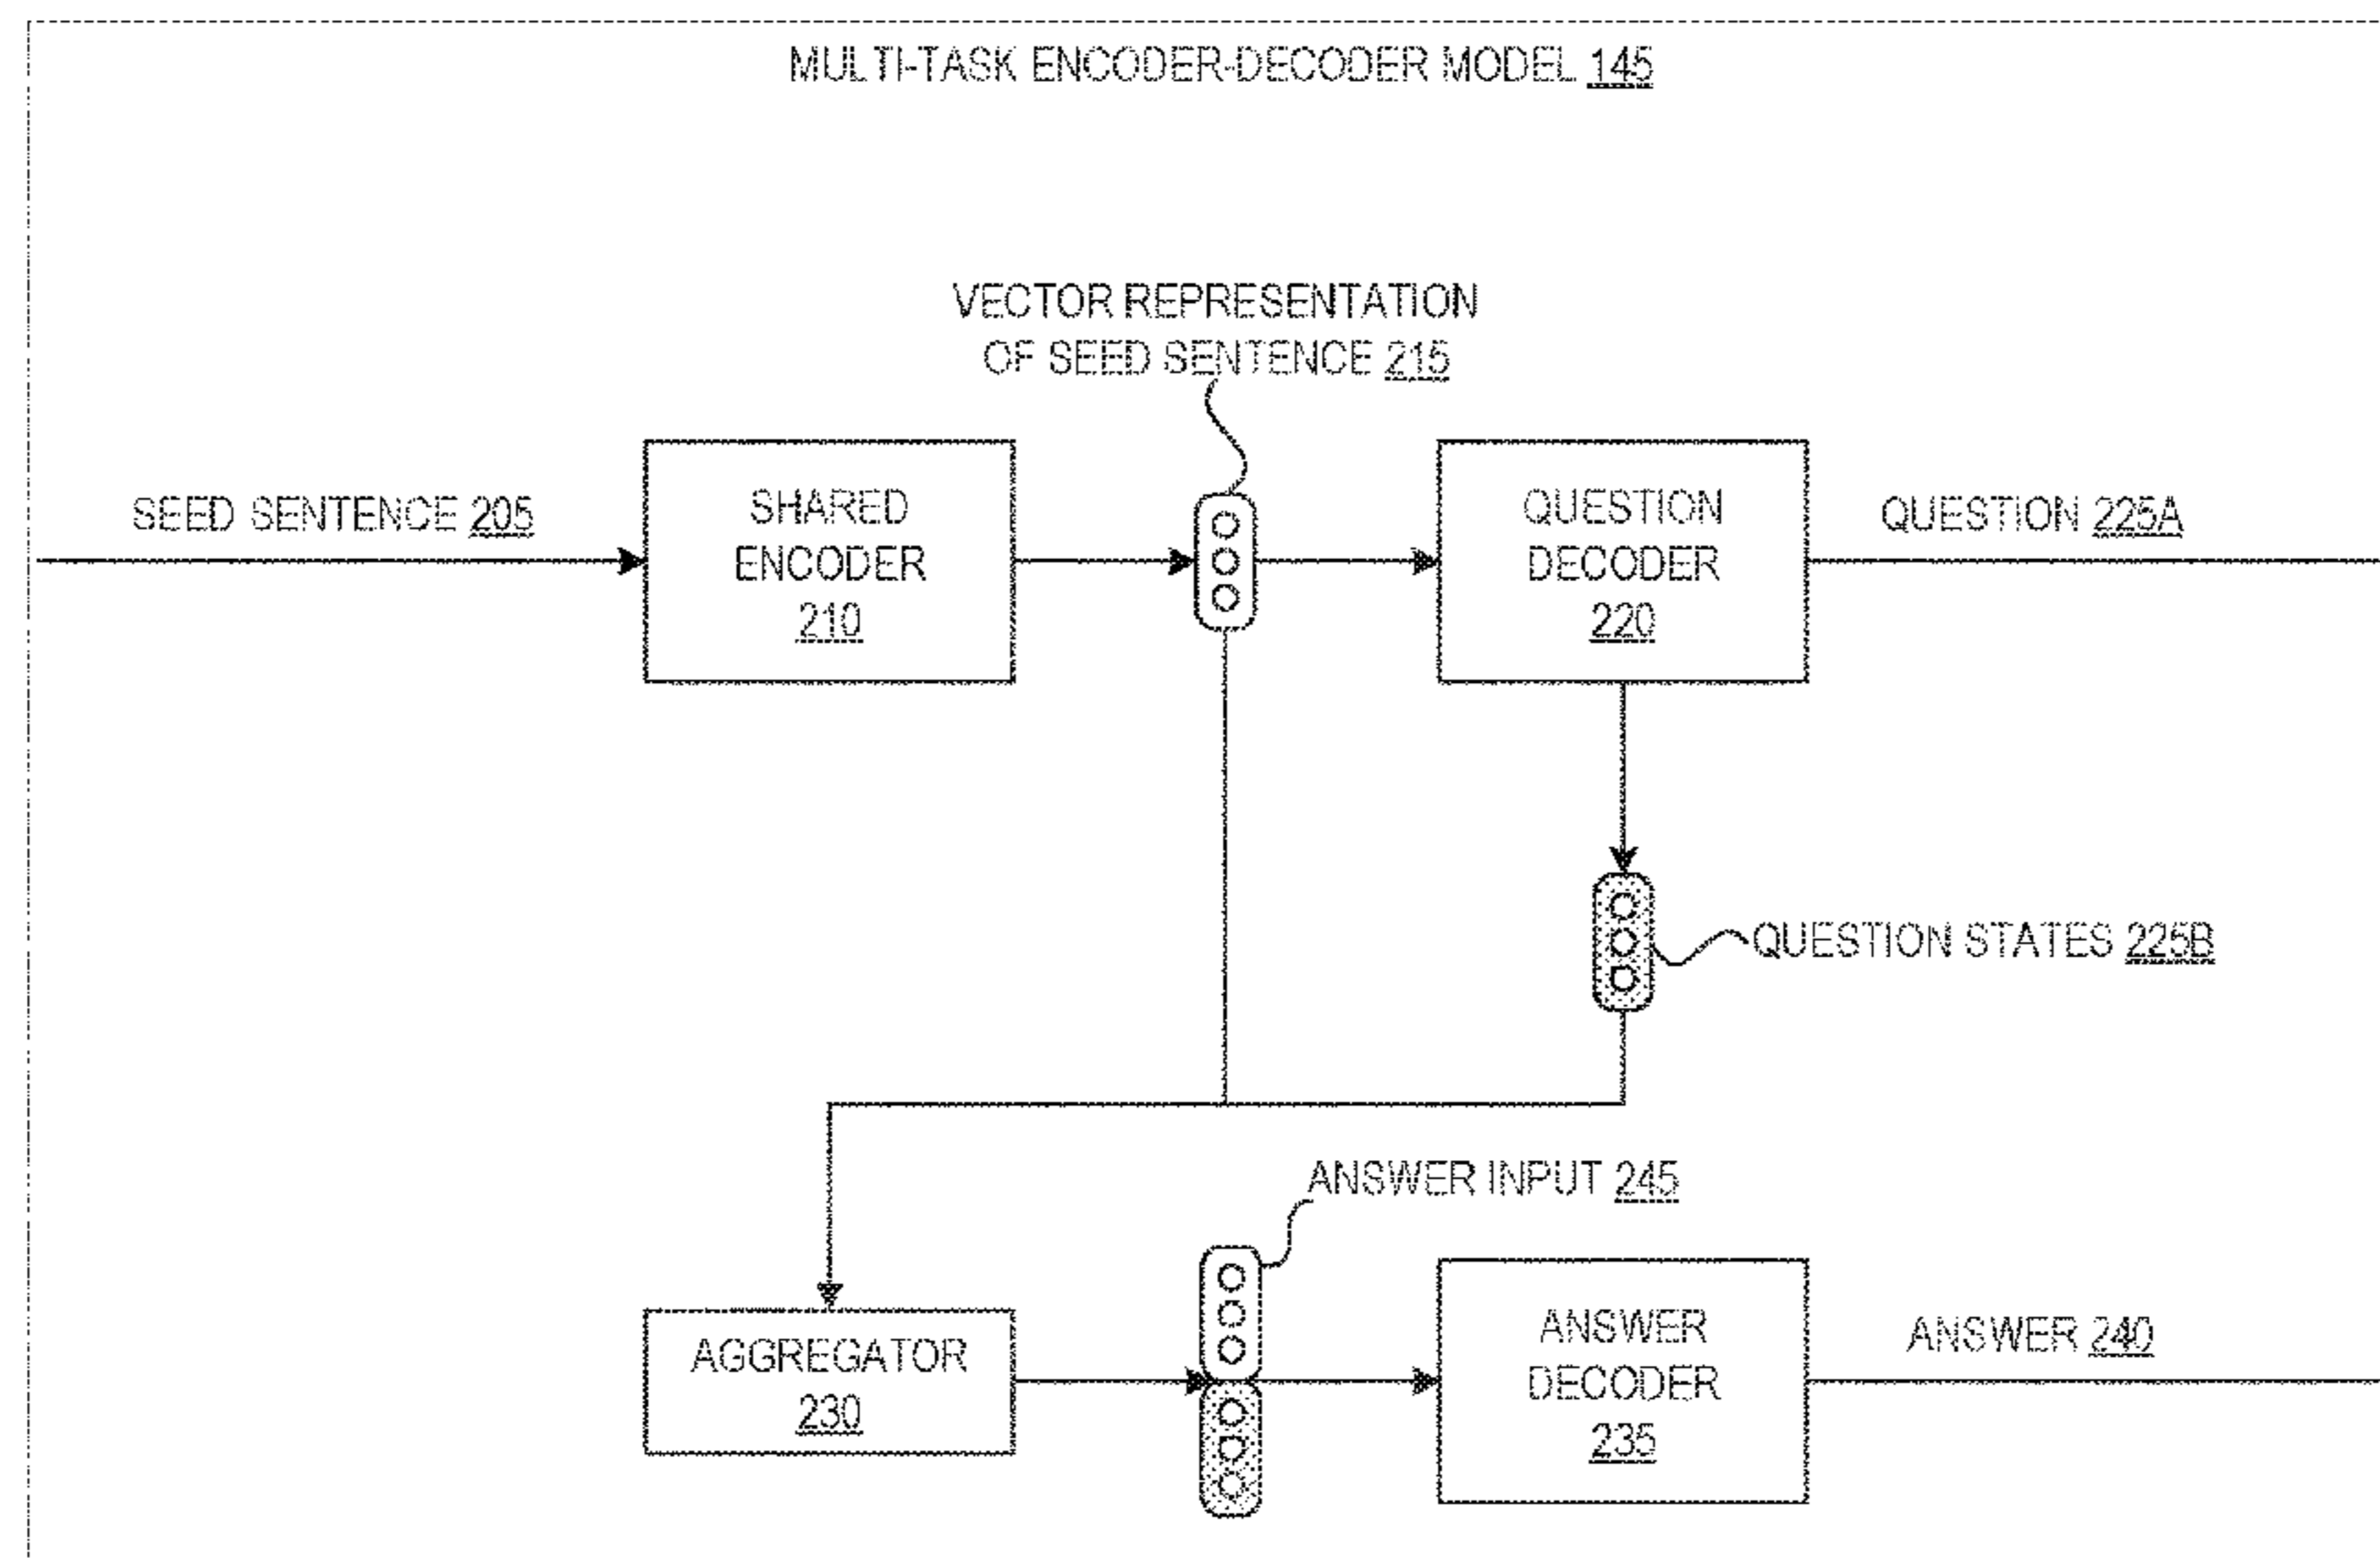 MULTI-TASK ENCODER-DECODER MODEL 145
VECTOR REPRESENTATION
OF SEED SENTENCE 215
SEED SENTENCE 205
SHARED
ENCODER
210
QUESTION
DECODER
220
QUESTION 225A
QUESTION STATES 225B
ANSWER INPUT 245
AGGREGATOR
230
ANSWER
DECODER
235
ANSWER 240